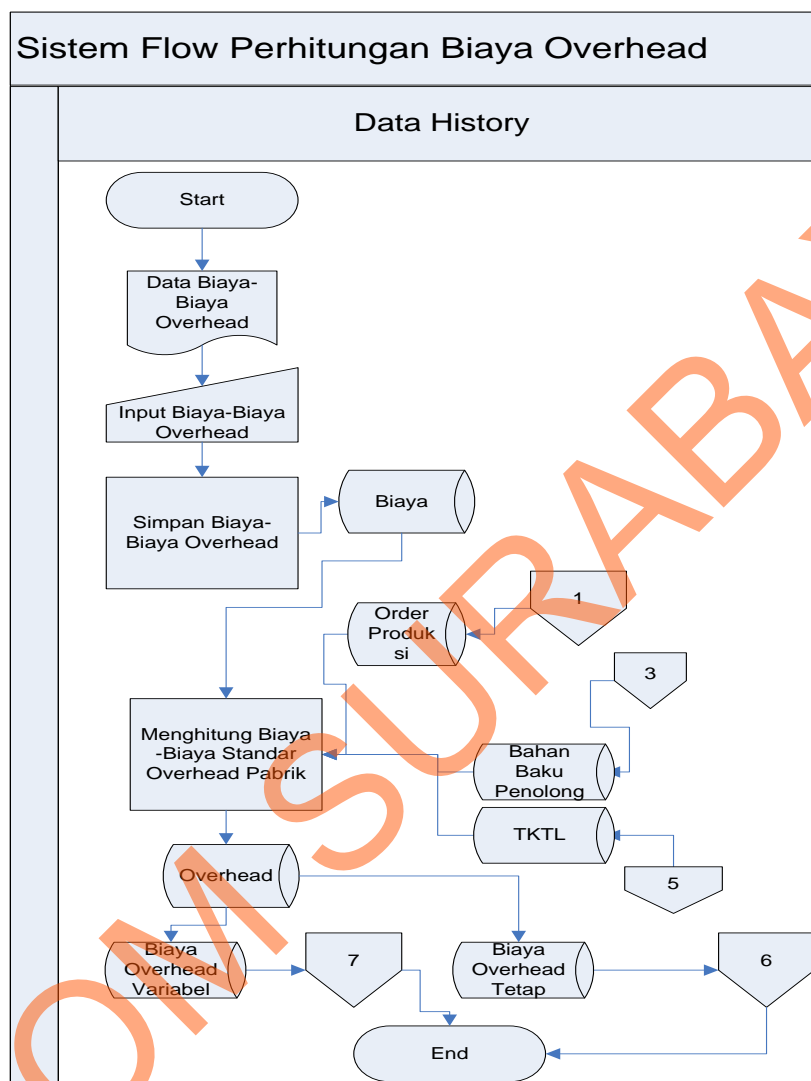 Sistem Flow Perhitungan Biaya Overhead
Data History
Start
Data Biaya-
Biaya
Overhead
Input Biaya-Biaya
Overhead
Simpan Biaya-
Biaya Overhead
Biaya
1
Order
Produk
si
3
Menghitung Biaya
-Biaya Standar
Overhead Pabrik
Bahan
Baku
Penolong
TKTL
5
Overhead
Biaya
Overhead
Variabel
7
Biaya
Overhead
Tetap
6
End
OM SURABA